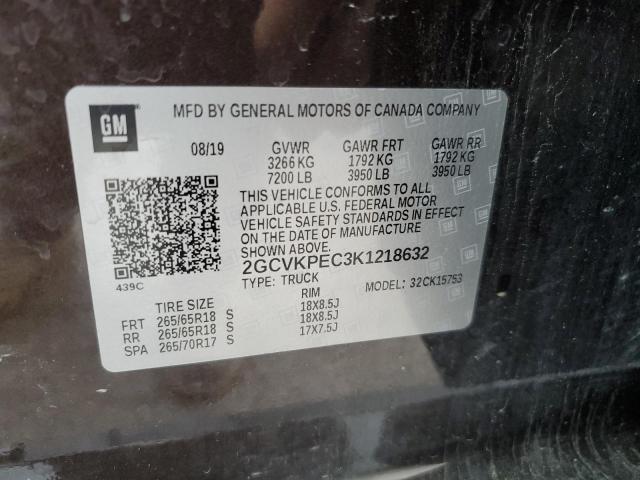 GM
MFD BY GENERAL MOTORS OF CANADA COMPANY
08/19 GVWR GAWR FRT GAWR RR
3266 KG 1792 KG 1792 KG
7200 LB 3950 LB 3950 LB
THIS VEHICLE CONFORMS TO ALL
APPLICABLE U.S. FEDERAL MOTOR
VEHICLE SAFETY STANDARDS IN EFFECT
ON THE DATE OF MANUFACTURE
SHOWN ABOVE.
2GCVKPEC3K1218632
439C TYPE: TRUCK MODEL: 32CK15753
TIRE SIZE RIM
FRT 265/65R18 S 18X8.5J
RR 265/65R18 S 18X8.5J
SPA 265/70R17 S 17X7.5J